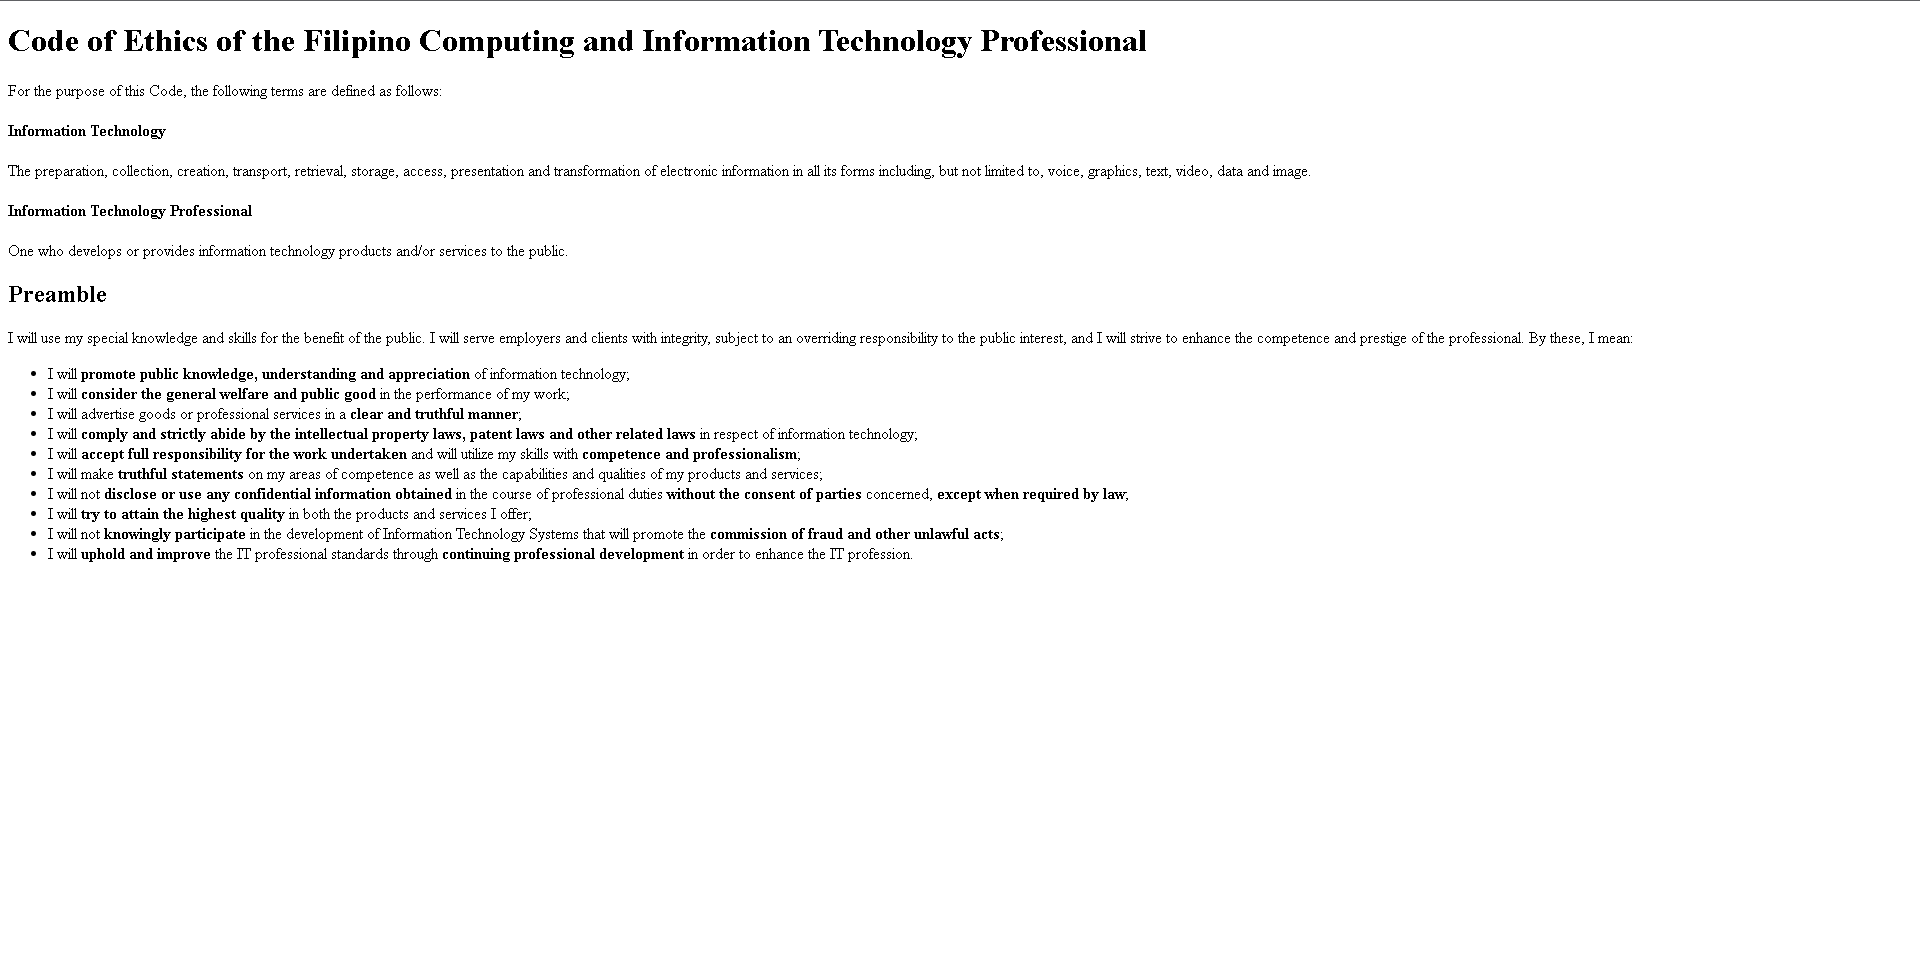 Code of Ethics of the Filipino Computing and Information Technology Professional
For the purpose of this Code, the following terms are defined as follows:
Information Technology
The preparation, collection, creation, transport, retrieval, storage, access, presentation and transformation of electronic information in all its forms including, but not limited to, voice, graphics, text, video, data and image.
Information Technology Professional
One who develops or provides information technology products and/or services to the public.
Preamble
I will use my special knowledge and skills for the benefit of the public. I will serve employers and clients with integrity, subject to an overriding responsibility to the public interest, and I will strive to enhance the competence and prestige of the professional. By these, I mean:
• I will promote public knowledge, understanding and appreciation of information technology;
• I will consider the general welfare and public good in the performance of my work;
• I will advertise goods or professional services in a clear and truthful manner;
• I will comply and strictly abide by the intellectual property laws, patent laws and other related laws in respect of information technology;
• I will accept full responsibility for the work undertaken and will utilize my skills with competence and professionalism;
• I will make truthful statements on my areas of competence as well as the capabilities and qualities of my products and services;
• I will not disclose or use any confidential information obtained in the course of professional duties without the consent of parties concerned, except when required by law;
• I will try to attain the highest quality in both the products and services I offer;
• I will not knowingly participate in the development of Information Technology Systems that will promote the commission of fraud and other unlawful acts;
• I will uphold and improve the IT professional standards through continuing professional development in order to enhance the IT profession.